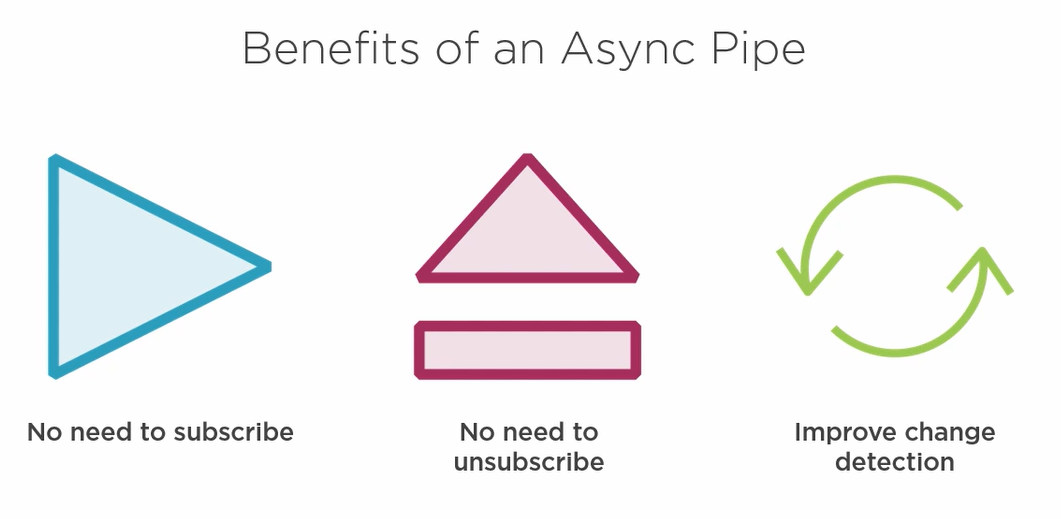 Benefits of an Async Pipe
No need to subscribe
No need to
unsubscribe
Improve change
detection